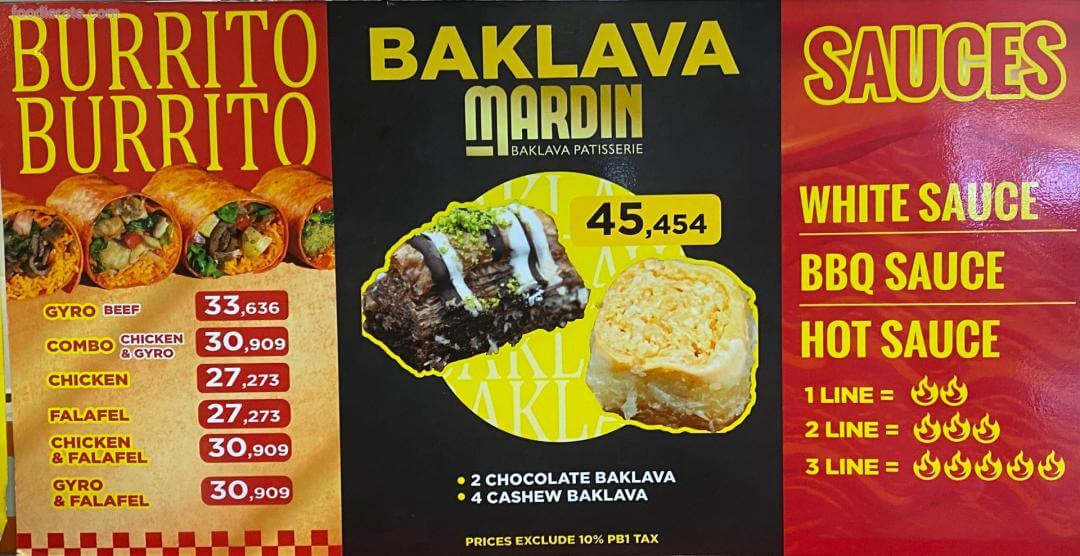 foodierate.com
BURRITO
BURRITO
GYRO BEEF 33,636
COMBO CHICKEN & GYRO 30,909
CHICKEN 27,273
FALAFEL 27,273
CHICKEN
& FALAFEL 30,909
GYRO
& FALAFEL 30,909
BAKLAVA
MARDIN
BAKLAVA PATISSERIE
45,454
• 2 CHOCOLATE BAKLAVA
• 4 CASHEW BAKLAVA
PRICES EXCLUDE 10% PB1 TAX
SAUCES
WHITE SAUCE
BBQ SAUCE
HOT SAUCE
1 LINE =
2 LINE =
3 LINE =